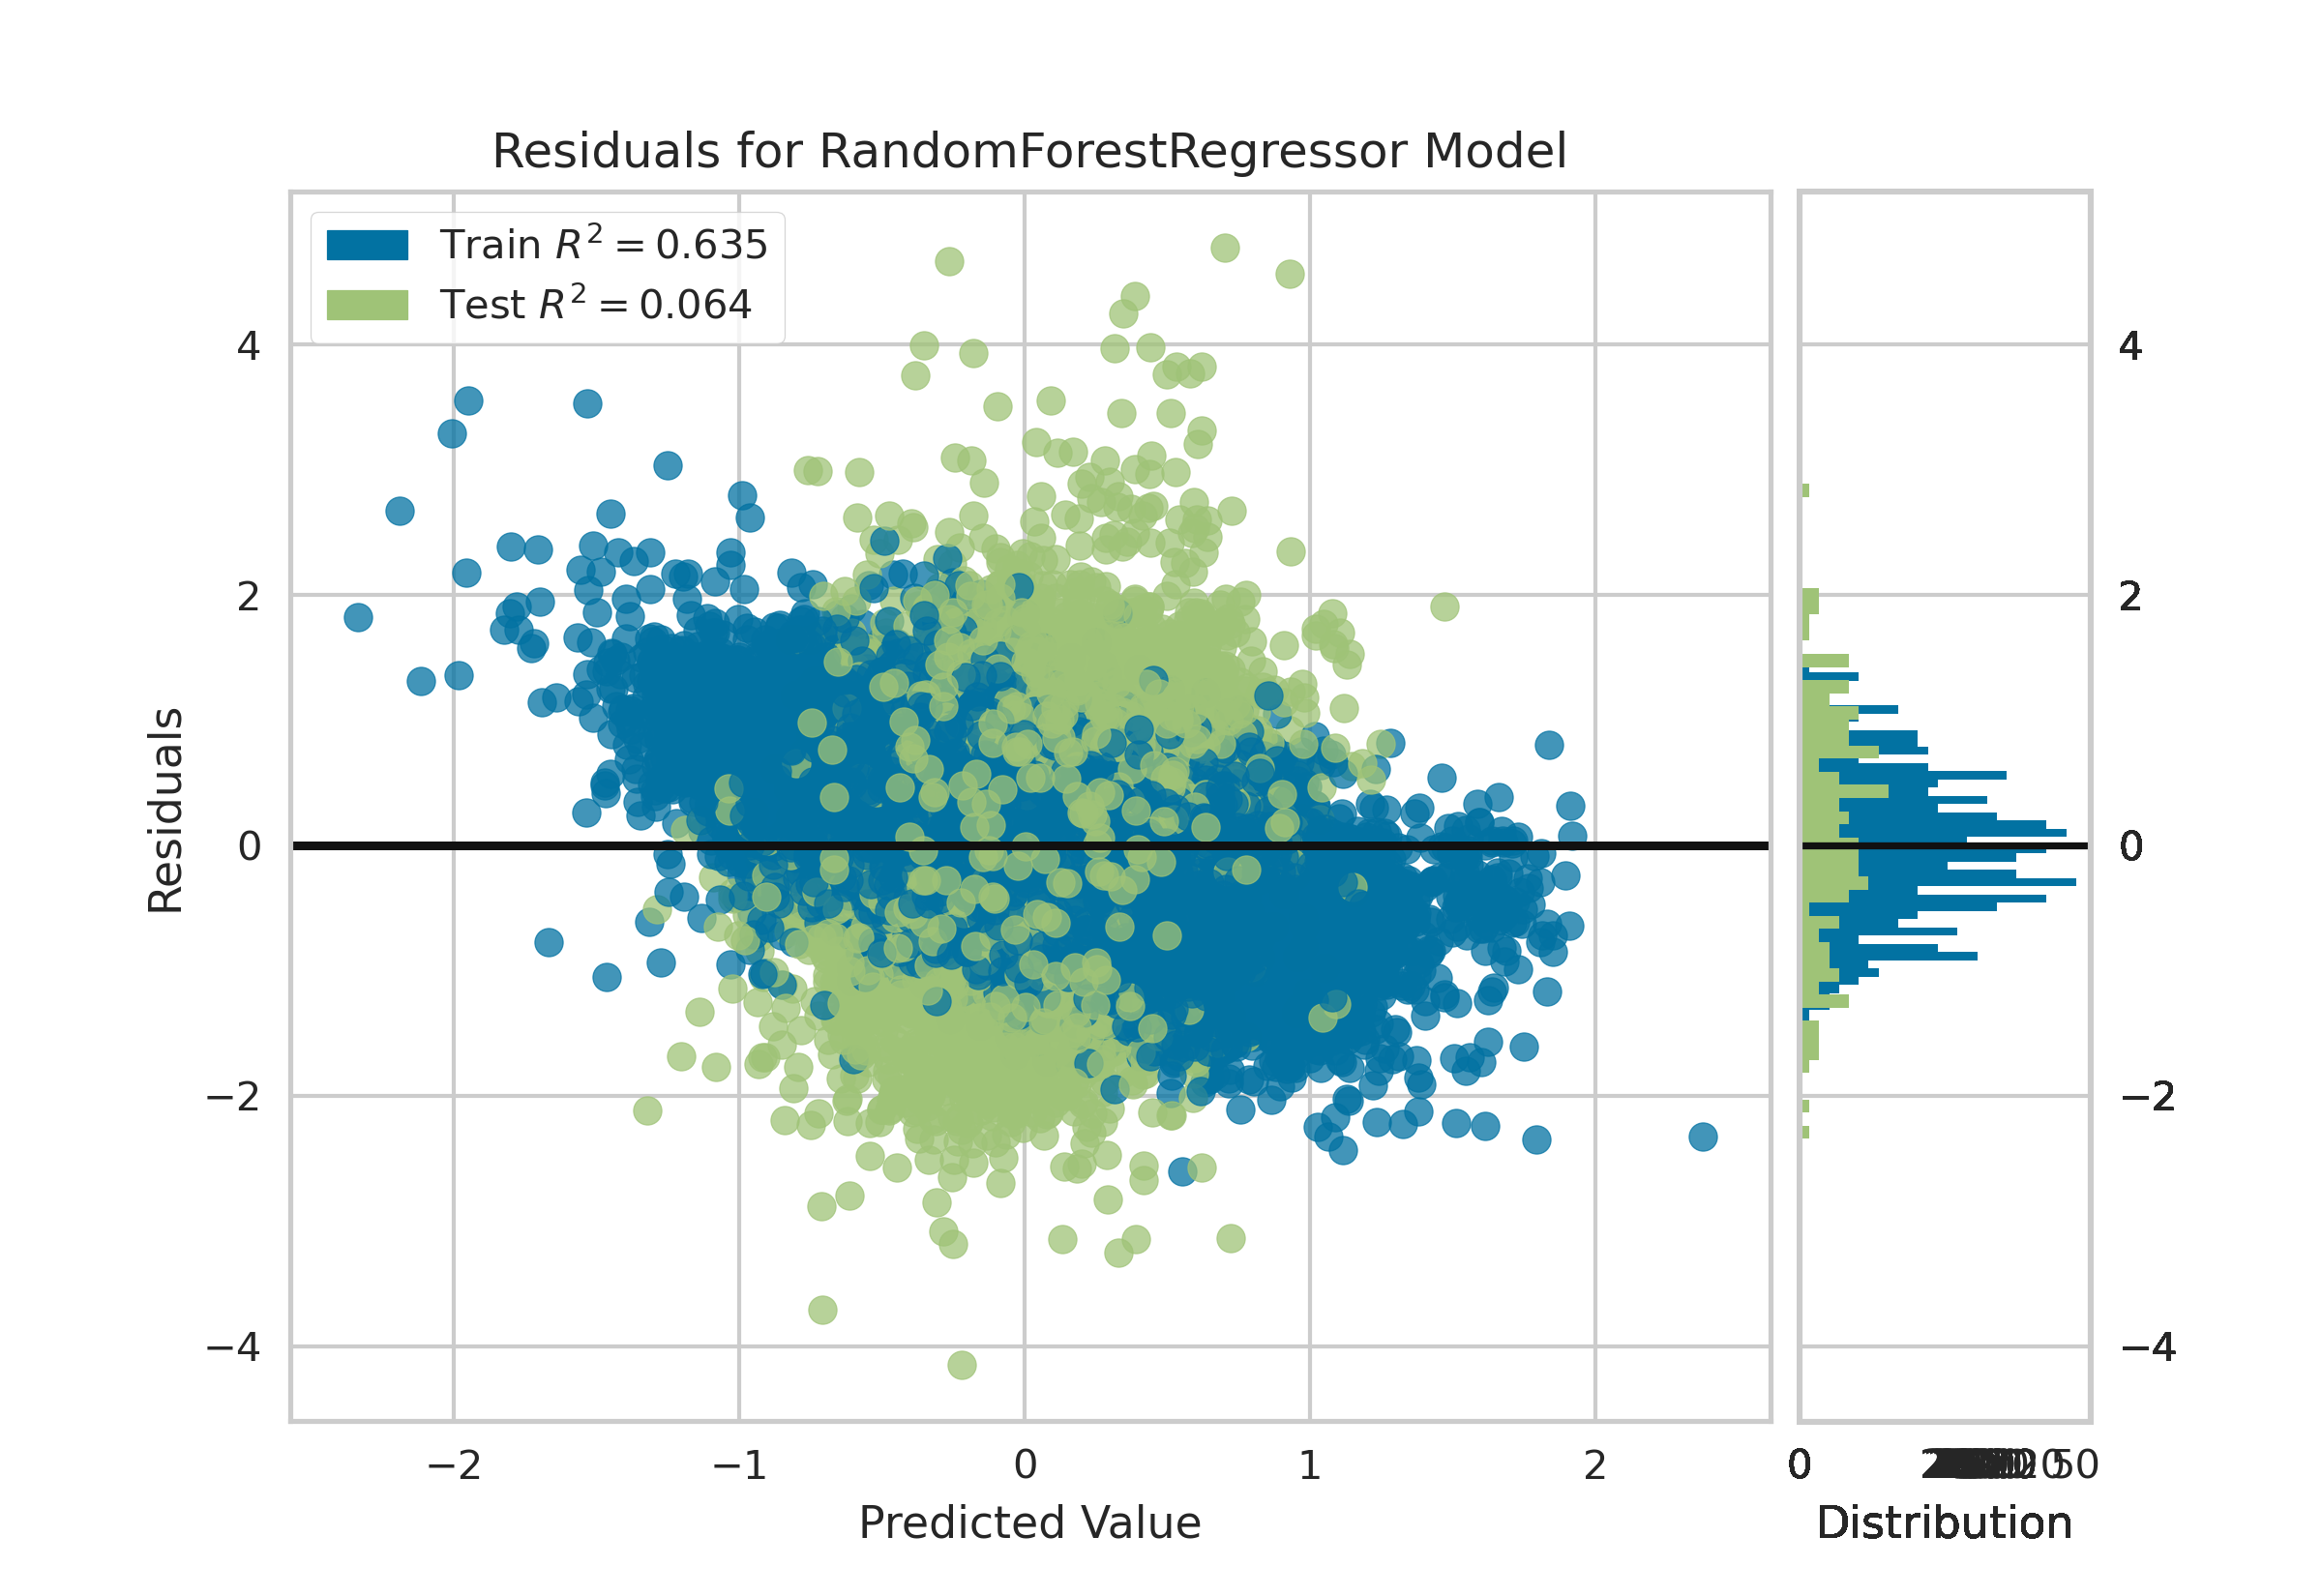 Residuals for RandomForestRegressor Model
Train R² = 0.635
Test R² = 0.064
4
2
0
−2
−4
Residuals
−2
−1
0
1
2
Predicted Value
4
2
0
−2
−4
0
50
Distribution